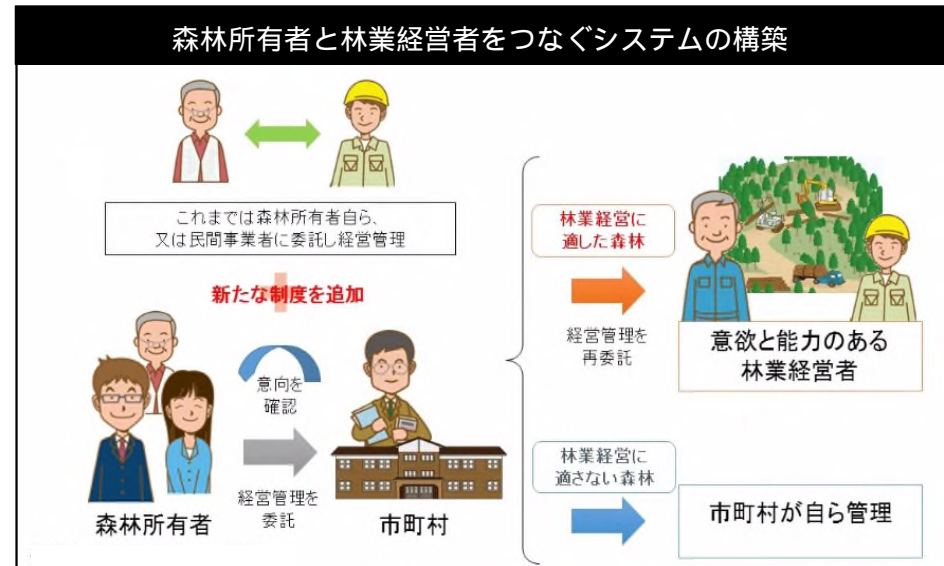 森林所有者と林業経営者をつなぐシステムの構築
これまでは森林所有者自ら、
又は民間事業者に委託し経営管理
新たな制度を追加
意向を
確認
経営管理を
委託
森林所有者
市町村
林業経営に
適した森林
経営管理を
再委託
意欲と能力のある
林業経営者
林業経営に
適さない森林
市町村が自ら管理